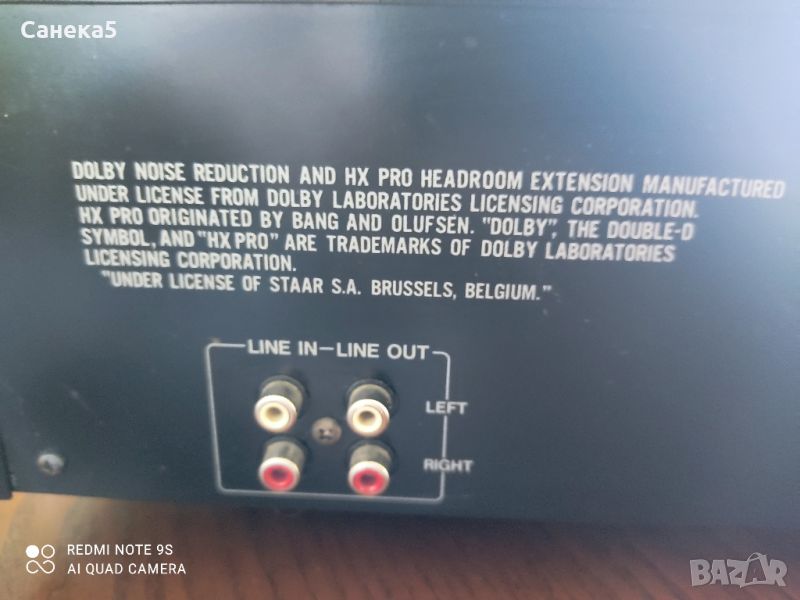 Санека5
DOLBY NOISE REDUCTION AND HX PRO HEADROOM EXTENSION MANUFACTURED
UNDER LICENSE FROM DOLBY LABORATORIES LICENSING CORPORATION.
HX PRO ORIGINATED BY BANG AND OLUFSEN. "DOLBY", THE DOUBLE-D
SYMBOL, AND "HX PRO" ARE TRADEMARKS OF DOLBY LABORATORIES
LICENSING CORPORATION.
"UNDER LICENSE OF STAAR S.A. BRUSSELS, BELGIUM."
LINE IN–LINE OUT
LEFT
RIGHT
REDMI NOTE 9S
AI QUAD CAMERA
BAZAR